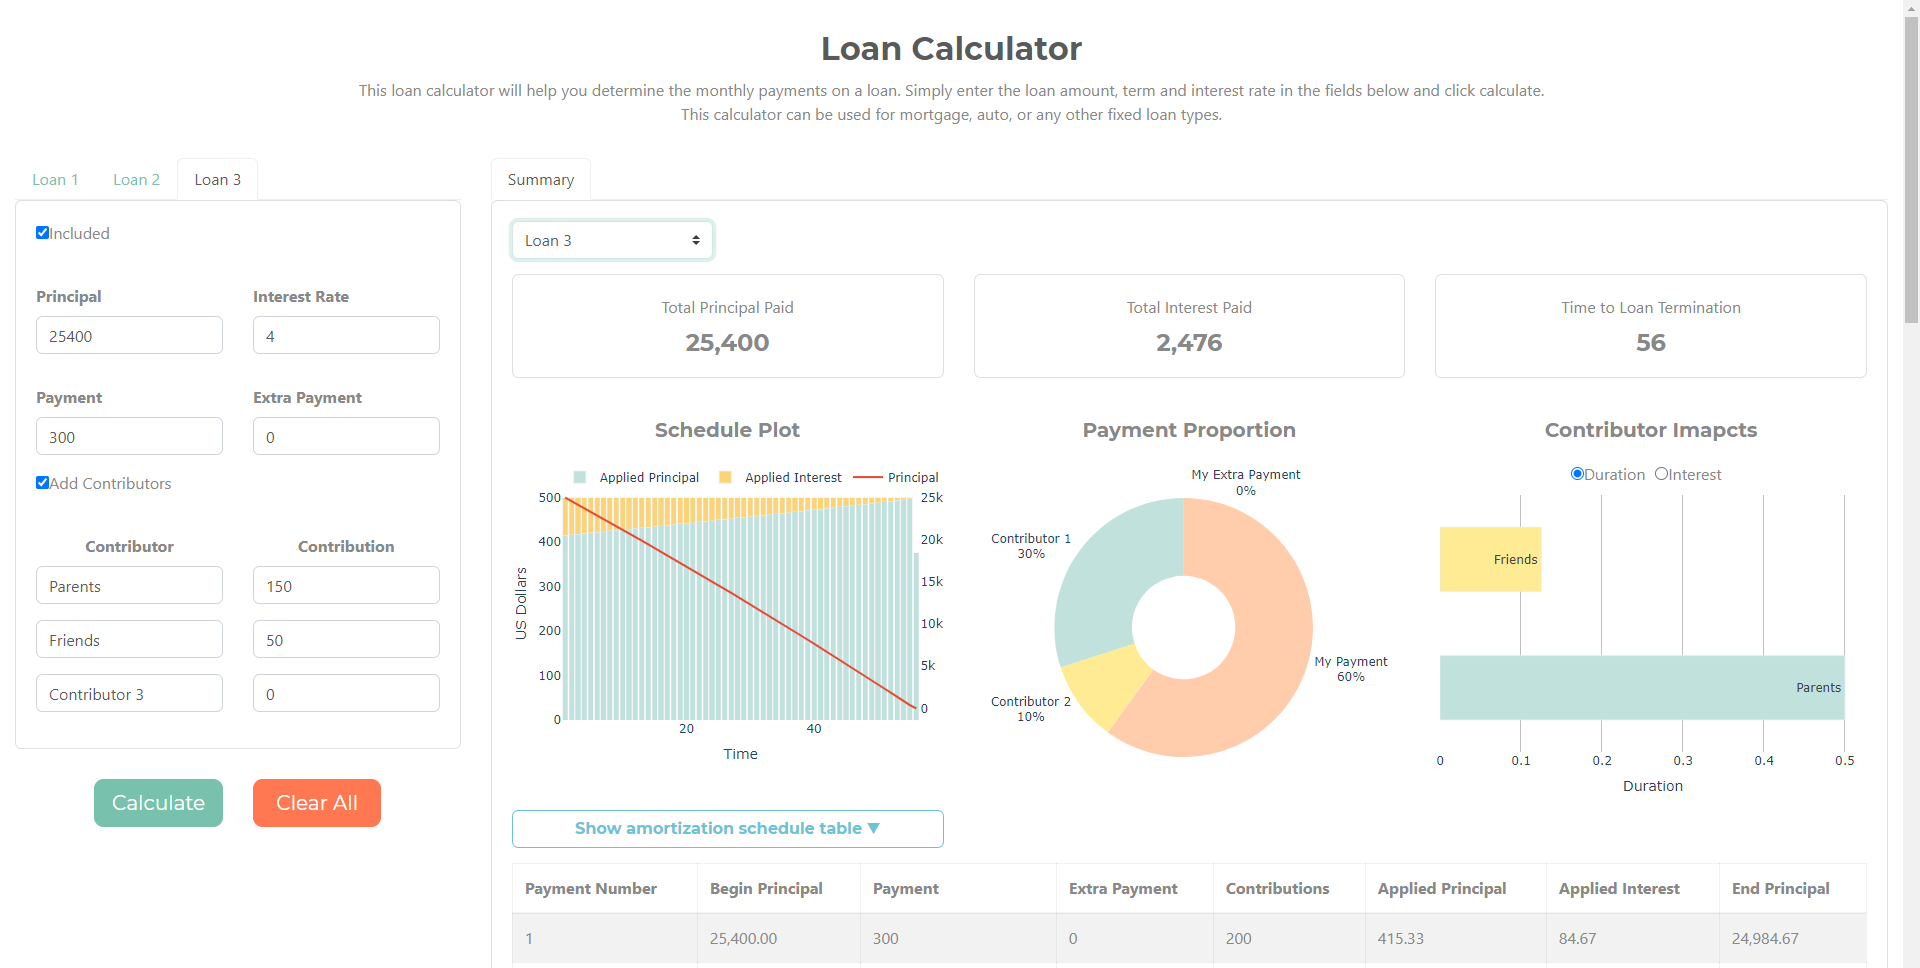 Loan Calculator
This loan calculator will help you determine the monthly payments on a loan. Simply enter the loan amount, term and interest rate in the fields below and click calculate.
This calculator can be used for mortgage, auto, or any other fixed loan types.
Loan 1 Loan 2 Loan 3
Included
Principal Interest Rate
25400 4
Payment Extra Payment
300 0
Add Contributors
Contributor Contribution
Parents 150
Friends 50
Contributor 3 0
Calculate Clear All
Summary
Loan 3
Total Principal Paid
25,400
Total Interest Paid
2,476
Time to Loan Termination
56
Schedule Plot
Applied Principal Applied Interest Principal
500
400
300
200
100
0
US Dollars
25k
20k
15k
10k
5k
0
20 40
Time
Payment Proportion
My Extra Payment
0%
Contributor 1
30%
My Payment
60%
Contributor 2
10%
Contributor Imapcts
Duration Interest
Friends
Parents
0 0.1 0.2 0.3 0.4 0.5
Duration
Show amortization schedule table ▼
Payment Number Begin Principal Payment Extra Payment Contributions Applied Principal Applied Interest End Principal
1 25,400.00 300 0 200 415.33 84.67 24,984.67